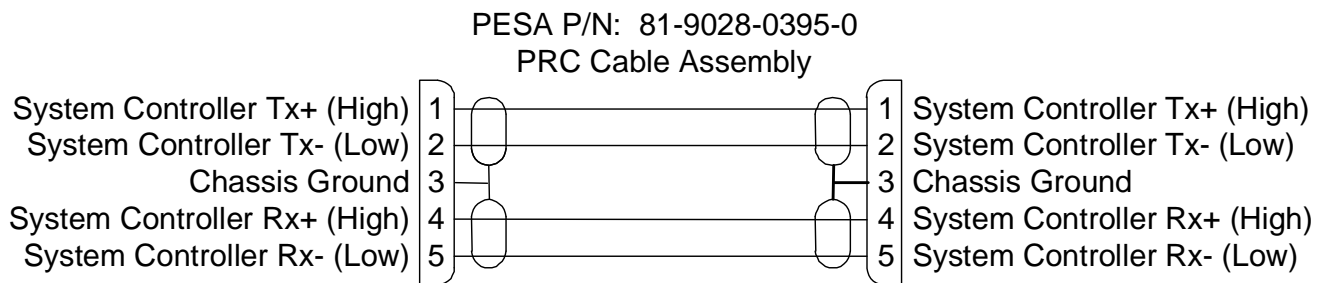 PESA P/N: 81-9028-0395-0
PRC Cable Assembly
System Controller Tx+ (High) 1 1 System Controller Tx+ (High)
System Controller Tx- (Low) 2 2 System Controller Tx- (Low)
Chassis Ground 3 3 Chassis Ground
System Controller Rx+ (High) 4 4 System Controller Rx+ (High)
System Controller Rx- (Low) 5 5 System Controller Rx- (Low)